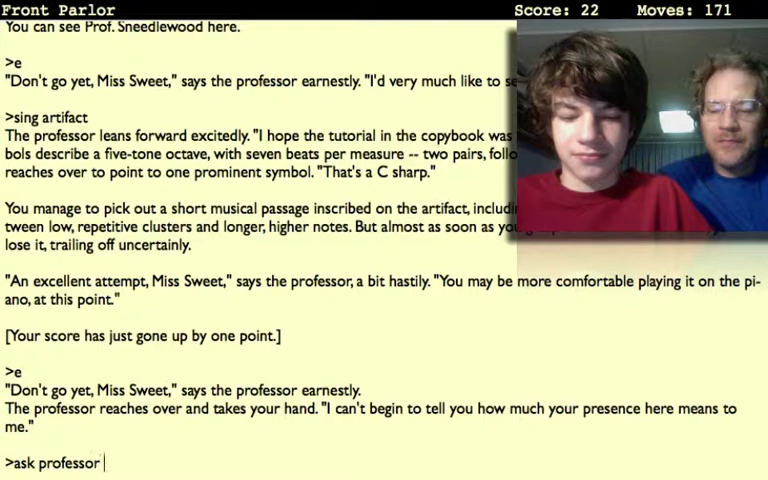 Front Parlor Score: 22 Moves: 171
You can see Prof. Sneedlewood here.
>e
"Don't go yet, Miss Sweet," says the professor earnestly. "I'd very much like to
>sing artifact
The professor leans forward excitedly. "I hope the tutorial in the copybook was
bols describe a five-tone octave, with seven beats per measure -- two pairs,
reaches over to point to one prominent symbol. "That's a C sharp."
You manage to pick out a short musical passage inscribed on the artifact,
tween low, repetitive clusters and longer, higher notes. But almost as soon as
lose it, trailing off uncertainly.
"An excellent attempt, Miss Sweet," says the professor, a bit hastily. "You may be more comfortable playing it on the pi-
ano, at this point."
[Your score has just gone up by one point.]
>e
"Don't go yet, Miss Sweet," says the professor earnestly.
The professor reaches over and takes your hand. "I can't begin to tell you how much your presence here means to
me."
>ask professor